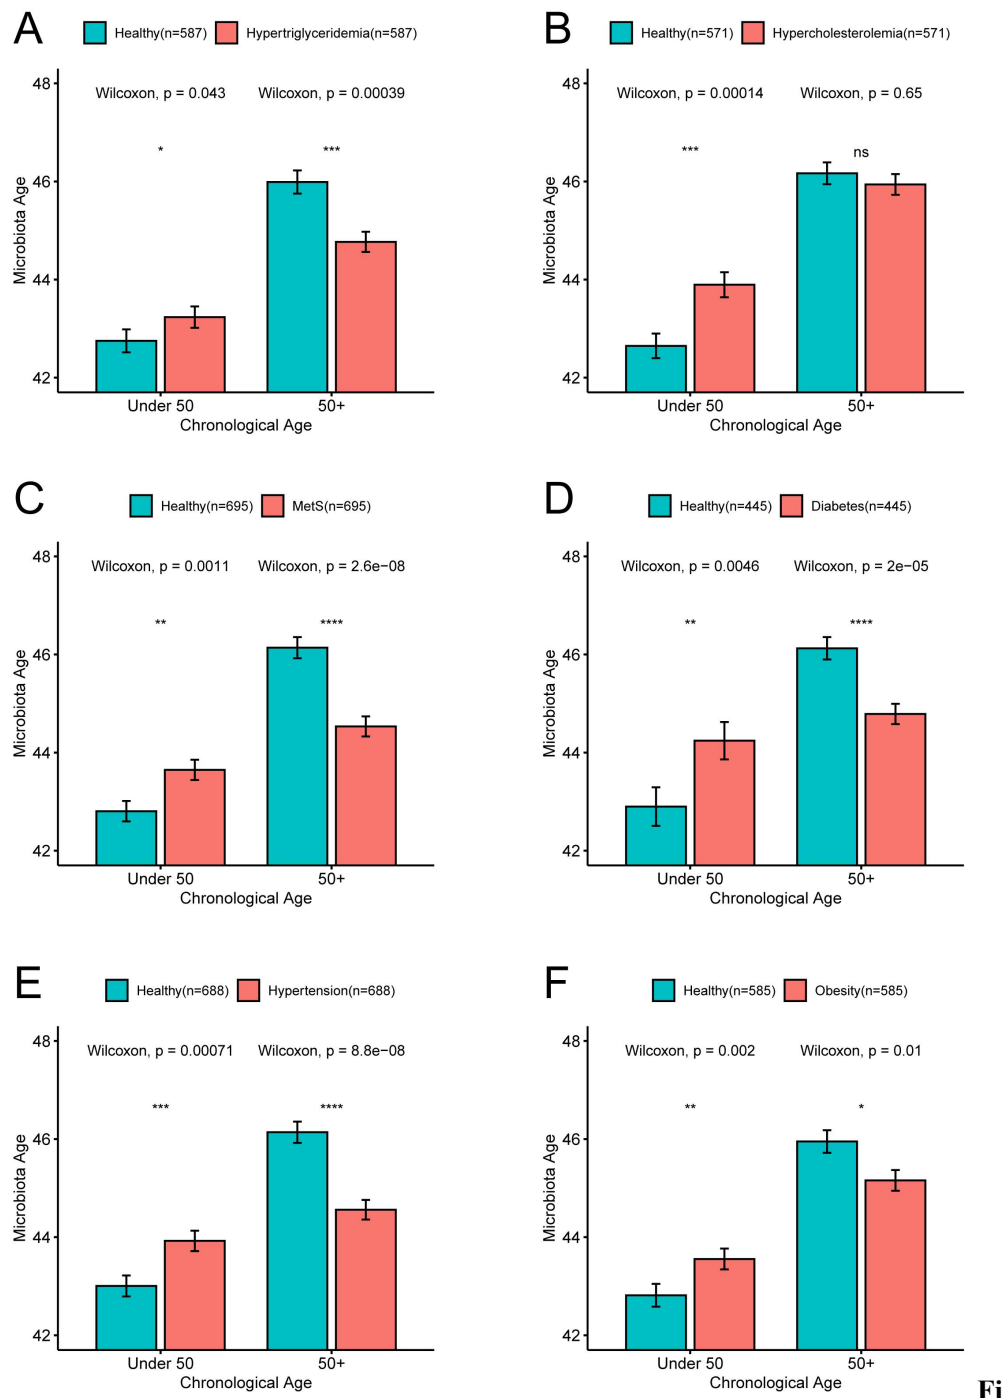 A
Healthy(n=587) Hypertriglyceridemia(n=587)
48
Wilcoxon, p = 0.043 Wilcoxon, p = 0.00039
* ***
46
44
42
Microbiota Age
Under 50 50+
Chronological Age
B
Healthy(n=571) Hypercholesterolemia(n=571)
48
Wilcoxon, p = 0.00014 Wilcoxon, p = 0.65
*** ns
46
44
42
Microbiota Age
Under 50 50+
Chronological Age
C
Healthy(n=695) MetS(n=695)
48
Wilcoxon, p = 0.0011 Wilcoxon, p = 2.6e−08
** ****
46
44
42
Microbiota Age
Under 50 50+
Chronological Age
D
Healthy(n=445) Diabetes(n=445)
48
Wilcoxon, p = 0.0046 Wilcoxon, p = 2e−05
** ****
46
44
42
Microbiota Age
Under 50 50+
Chronological Age
E
Healthy(n=688) Hypertension(n=688)
48
Wilcoxon, p = 0.00071 Wilcoxon, p = 8.8e−08
*** ****
46
44
42
Microbiota Age
Under 50 50+
Chronological Age
F
Healthy(n=585) Obesity(n=585)
48
Wilcoxon, p = 0.002 Wilcoxon, p = 0.01
** *
46
44
42
Microbiota Age
Under 50 50+
Chronological Age
Fi